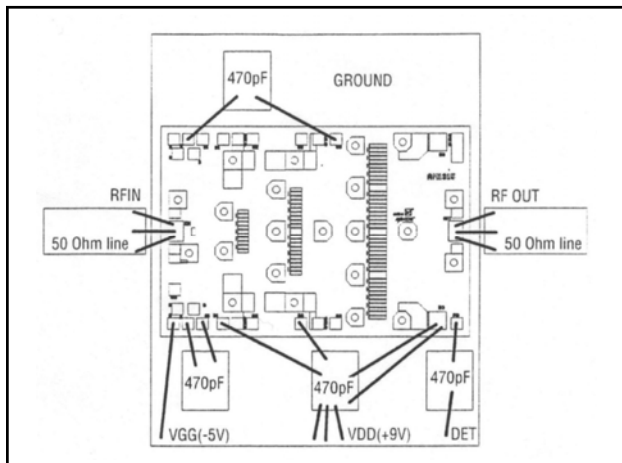 470pF
GROUND
RFIN
RF OUT
50 Ohm line
50 Ohm line
470pF
470pF
470pF
VGG(-5V)
VDD(+9V)
DET